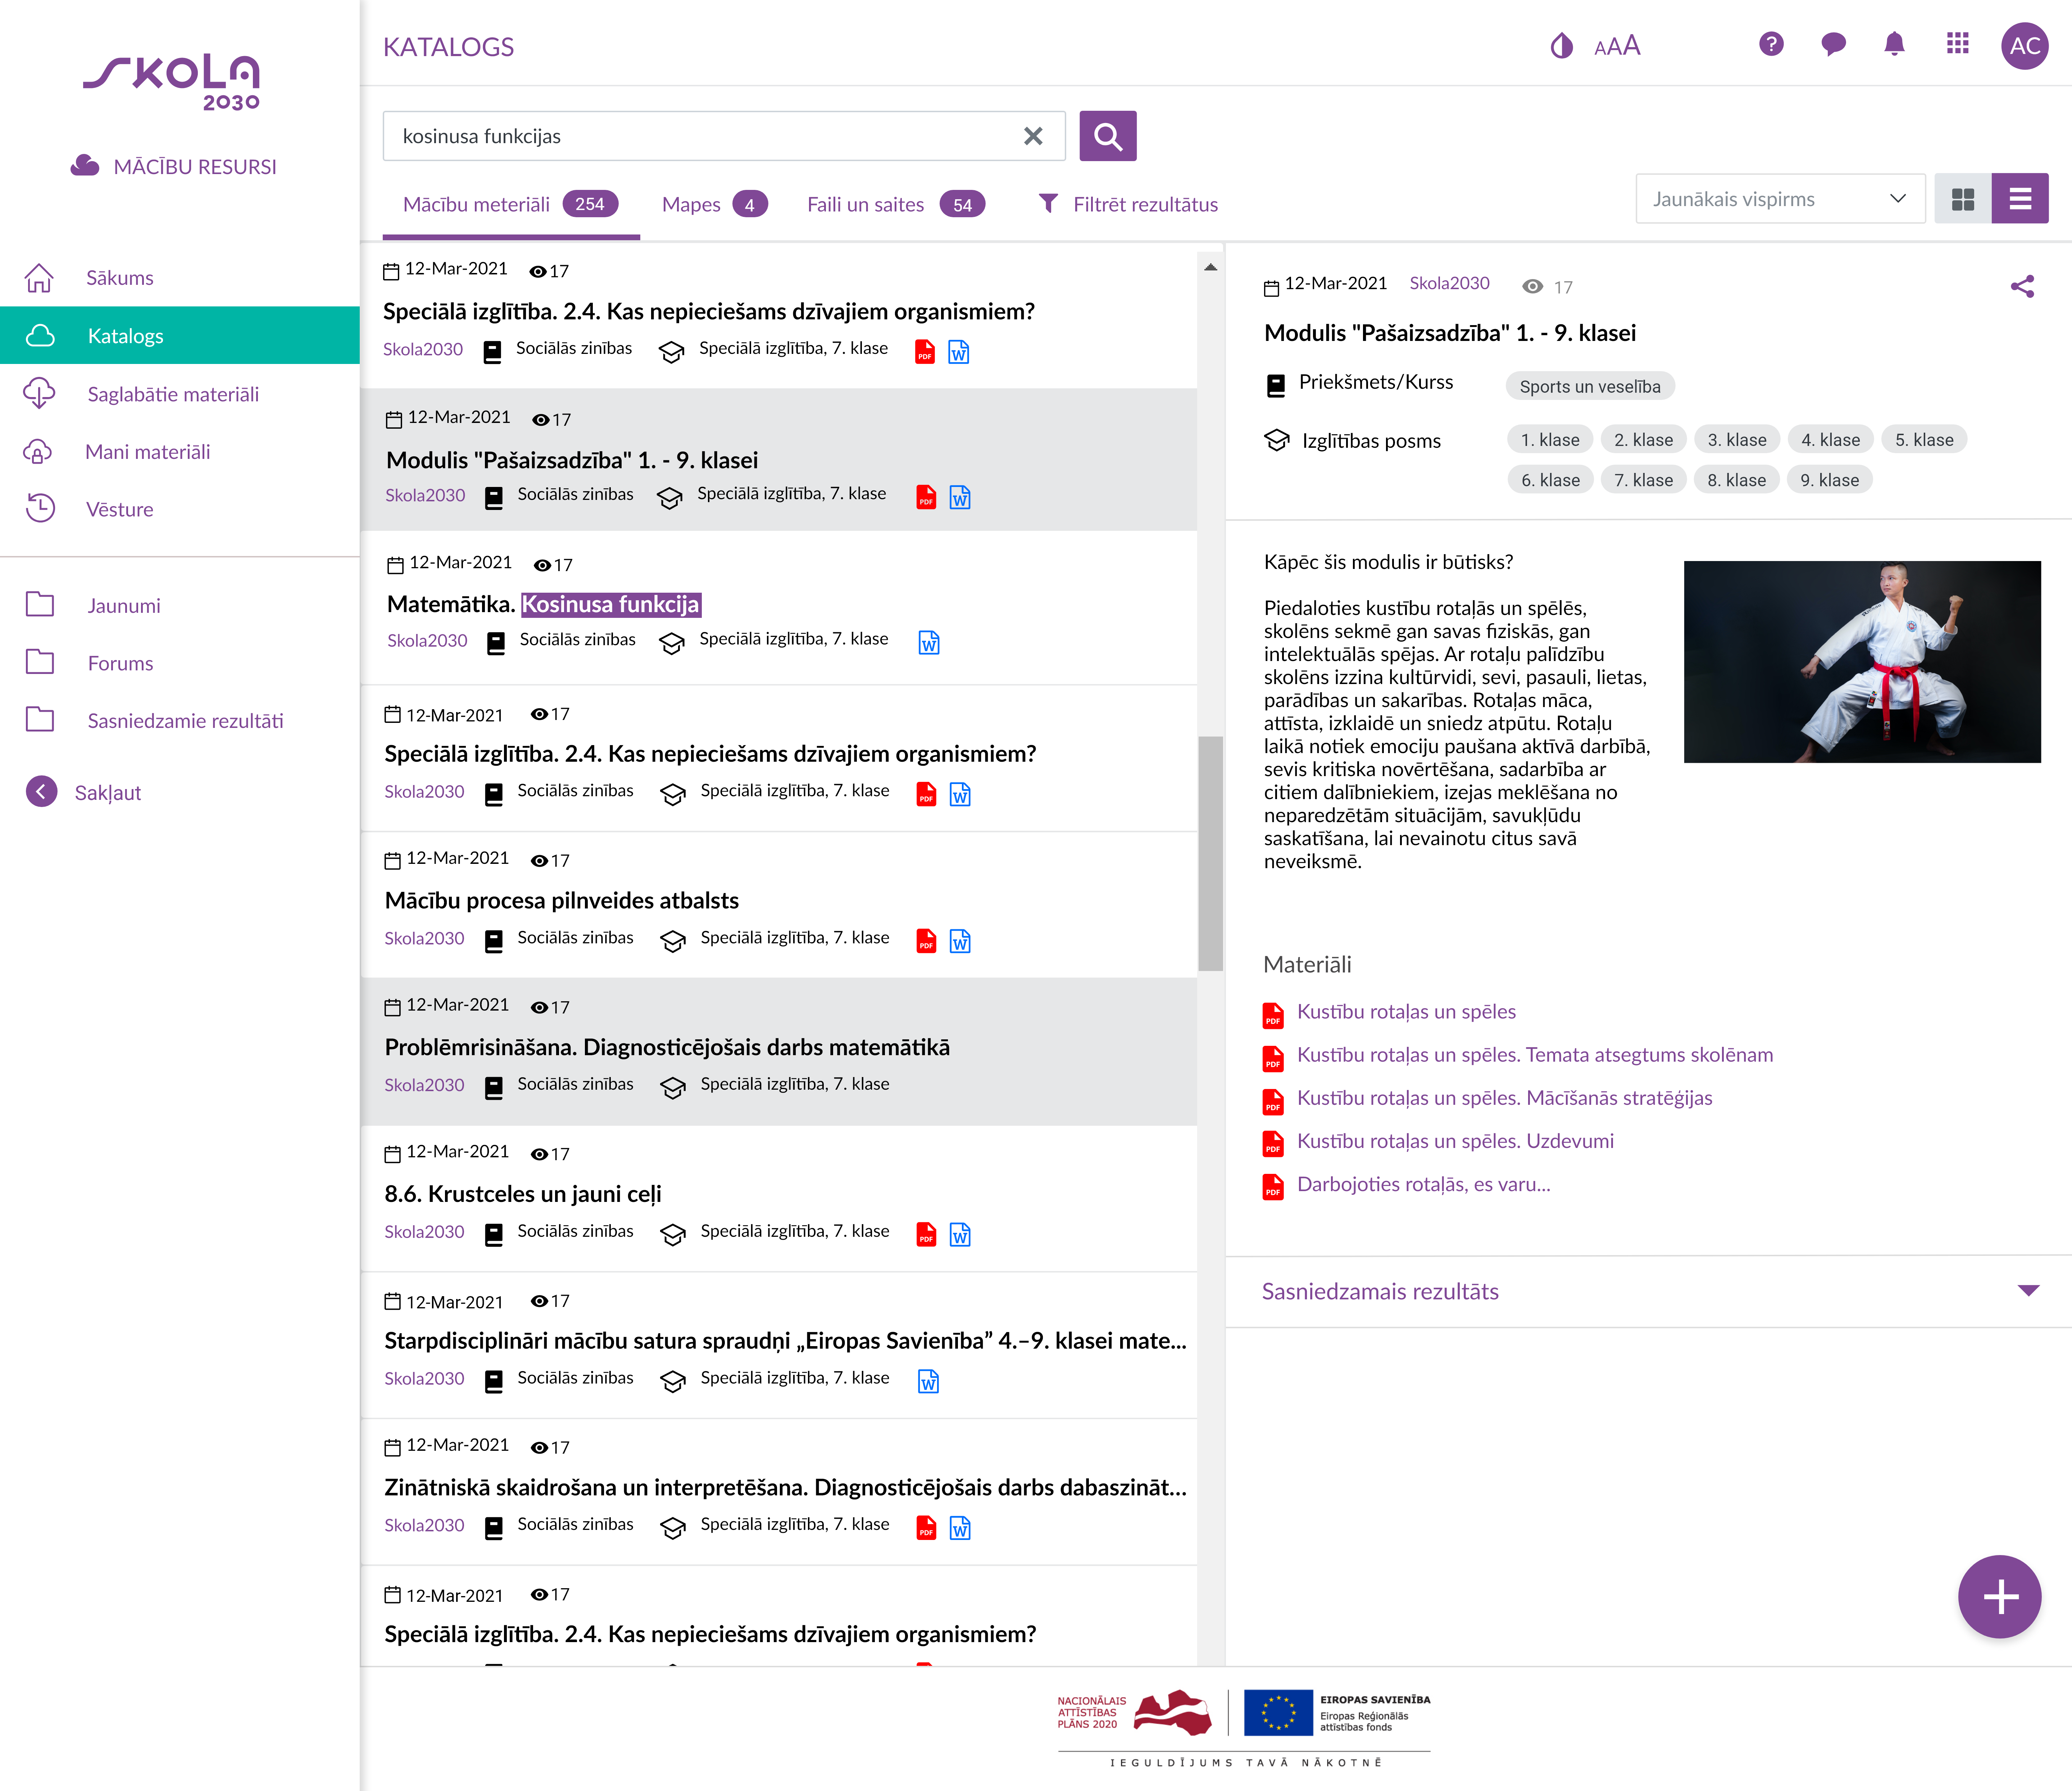 SKOLA
2030
MĀCĪBU RESURSI
Sākums
Katalogs
Saglabātie materiāli
Mani materiāli
Vēsture
Jaunumi
Forums
Sasniedzamie rezultāti
Sakļaut
KATALOGS
AAA
AC
kosinusa funkcijas
Mācību meteriāli 254 Mapes 4 Faili un saites 54 Filtrēt rezultātus
Jaunākais vispirms
12-Mar-2021 17
Speciālā izglītība. 2.4. Kas nepieciešams dzīvajiem organismiem?
Skola2030 Sociālās zinības Speciālā izglītība, 7. klase PDF W
12-Mar-2021 17
Modulis "Pašaizsadzība" 1. - 9. klasei
Skola2030 Sociālās zinības Speciālā izglītība, 7. klase PDF W
12-Mar-2021 17
Matemātika. Kosinusa funkcija
Skola2030 Sociālās zinības Speciālā izglītība, 7. klase W
12-Mar-2021 17
Speciālā izglītība. 2.4. Kas nepieciešams dzīvajiem organismiem?
Skola2030 Sociālās zinības Speciālā izglītība, 7. klase PDF W
12-Mar-2021 17
Mācību procesa pilnveides atbalsts
Skola2030 Sociālās zinības Speciālā izglītība, 7. klase PDF W
12-Mar-2021 17
Problēmrisināšana. Diagnosticējošais darbs matemātikā
Skola2030 Sociālās zinības Speciālā izglītība, 7. klase
12-Mar-2021 17
8.6. Krustceles un jauni ceļi
Skola2030 Sociālās zinības Speciālā izglītība, 7. klase PDF W
12-Mar-2021 17
Starpdisciplināri mācību satura spraudņi „Eiropas Savienība” 4.–9. klasei mate...
Skola2030 Sociālās zinības Speciālā izglītība, 7. klase W
12-Mar-2021 17
Zinātniskā skaidrošana un interpretēšana. Diagnosticējošais darbs dabaszināt...
Skola2030 Sociālās zinības Speciālā izglītība, 7. klase PDF W
12-Mar-2021 17
Speciālā izglītība. 2.4. Kas nepieciešams dzīvajiem organismiem?
12-Mar-2021 Skola2030 17
Modulis "Pašaizsadzība" 1. - 9. klasei
Priekšmets/Kurss Sports un veselība
Izglītības posms 1. klase 2. klase 3. klase 4. klase 5. klase
6. klase 7. klase 8. klase 9. klase
Kāpēc šis modulis ir būtisks?
Piedaloties kustību rotaļās un spēlēs,
skolēns sekmē gan savas fiziskās, gan
intelektuālās spējas. Ar rotaļu palīdzību
skolēns izzina kultūrvidi, sevi, pasauli, lietas,
parādības un sakarības. Rotaļas māca,
attīsta, izklaidē un sniedz atpūtu. Rotaļu
laikā notiek emociju paušana aktīvā darbībā,
sevis kritiska novērtēšana, sadarbība ar
citiem dalībniekiem, izejas meklēšana no
neparedzētām situācijām, savukļūdu
saskatīšana, lai nevainotu citus savā
neveiksmē.
Materiāli
PDF Kustību rotaļas un spēles
PDF Kustību rotaļas un spēles. Temata atsegtums skolēnam
PDF Kustību rotaļas un spēles. Mācīšanās stratēģijas
PDF Kustību rotaļas un spēles. Uzdevumi
PDF Darbojoties rotaļās, es varu...
Sasniedzamais rezultāts
NACIONĀLAIS
ATTĪSTĪBAS
PLĀNS 2020
EIROPAS SAVIENĪBA
Eiropas Reģionālās
attīstības fonds
IEGULDĪJUMS TAVĀ NĀKOTNĒ